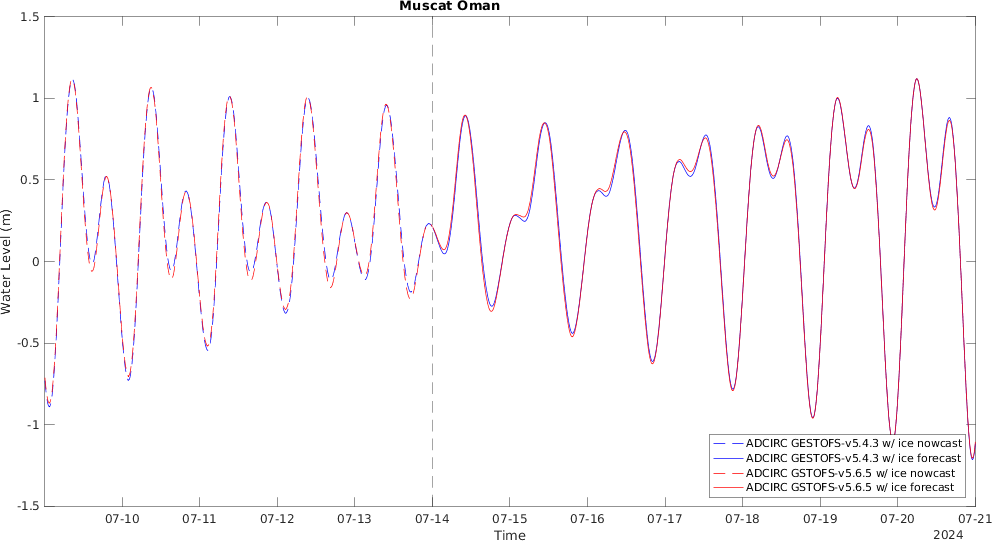 Muscat Oman
1.5
1
0.5
0
-0.5
-1
-1.5
Water Level (m)
ADCIRC GESTOFS-v5.4.3 w/ ice nowcast
ADCIRC GESTOFS-v5.4.3 w/ ice forecast
ADCIRC GSTOFS-v5.6.5 w/ ice nowcast
ADCIRC GSTOFS-v5.6.5 w/ ice forecast
07-10 07-11 07-12 07-13 07-14 07-15 07-16 07-17 07-18 07-19 07-20 07-21
Time
2024